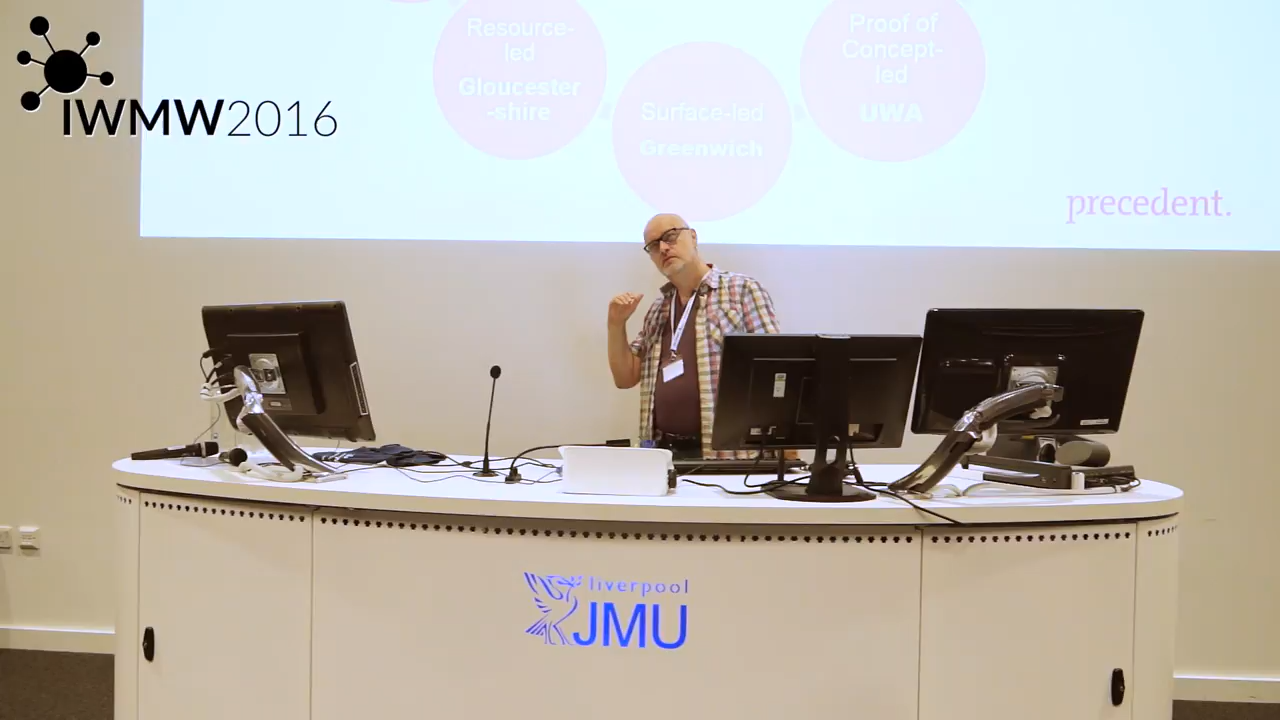 IWMW2016
Resource-
led
Gloucester
-shire
Surface-led
Greenwich
Proof of
Concept-
led
UWA
precedent.
liverpool
JMU